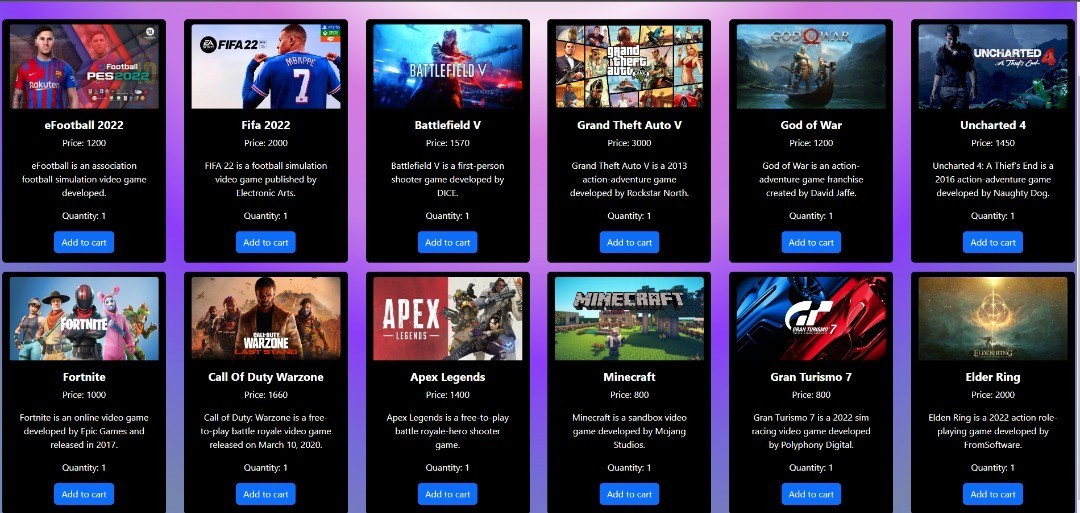 Football
PES2022
Rakuten
EA
SPORTS
FIFA 22
PS5
XBOX
MBAPPÉ
7
BATTLEFIELD V
grand
theft
auto
GOD OF WAR
UNCHARTED 4
A Thief's End
eFootball 2022
Fifa 2022
Battlefield V
Grand Theft Auto V
God of War
Uncharted 4
Price: 1200
Price: 2000
Price: 1570
Price: 3000
Price: 1200
Price: 1450
eFootball is an association
football simulation video game
developed.
FIFA 22 is a football simulation
video game published by
Electronic Arts.
Battlefield V is a first-person
shooter game developed by
DICE.
Grand Theft Auto V is a 2013
action-adventure game
developed by Rockstar North.
God of War is an action-
adventure game franchise
created by David Jaffe.
Uncharted 4: A Thief's End is a
2016 action-adventure game
developed by Naughty Dog.
Quantity: 1
Quantity: 1
Quantity: 1
Quantity: 1
Quantity: 1
Quantity: 1
Add to cart
Add to cart
Add to cart
Add to cart
Add to cart
Add to cart
FORTNITE
CALL OF DUTY
WARZONE
LAST STAND
APEX
LEGENDS
MINECRAFT
GT
GRAN TURISMO 7
ELDEN RING
Fortnite
Call Of Duty Warzone
Apex Legends
Minecraft
Gran Turismo 7
Elder Ring
Price: 1000
Price: 1660
Price: 1400
Price: 800
Price: 800
Price: 2000
Fortnite is an online video game
developed by Epic Games and
released in 2017.
Call of Duty: Warzone is a free-
to-play battle royale video game
released on March 10, 2020.
Apex Legends is a free-to-play
battle royale-hero shooter
game.
Minecraft is a sandbox video
game developed by Mojang
Studios.
Gran Turismo 7 is a 2022 sim
racing video game developed
by Polyphony Digital.
Elden Ring is a 2022 action role-
playing game developed by
FromSoftware.
Quantity: 1
Quantity: 1
Quantity: 1
Quantity: 1
Quantity: 1
Quantity: 1
Add to cart
Add to cart
Add to cart
Add to cart
Add to cart
Add to cart